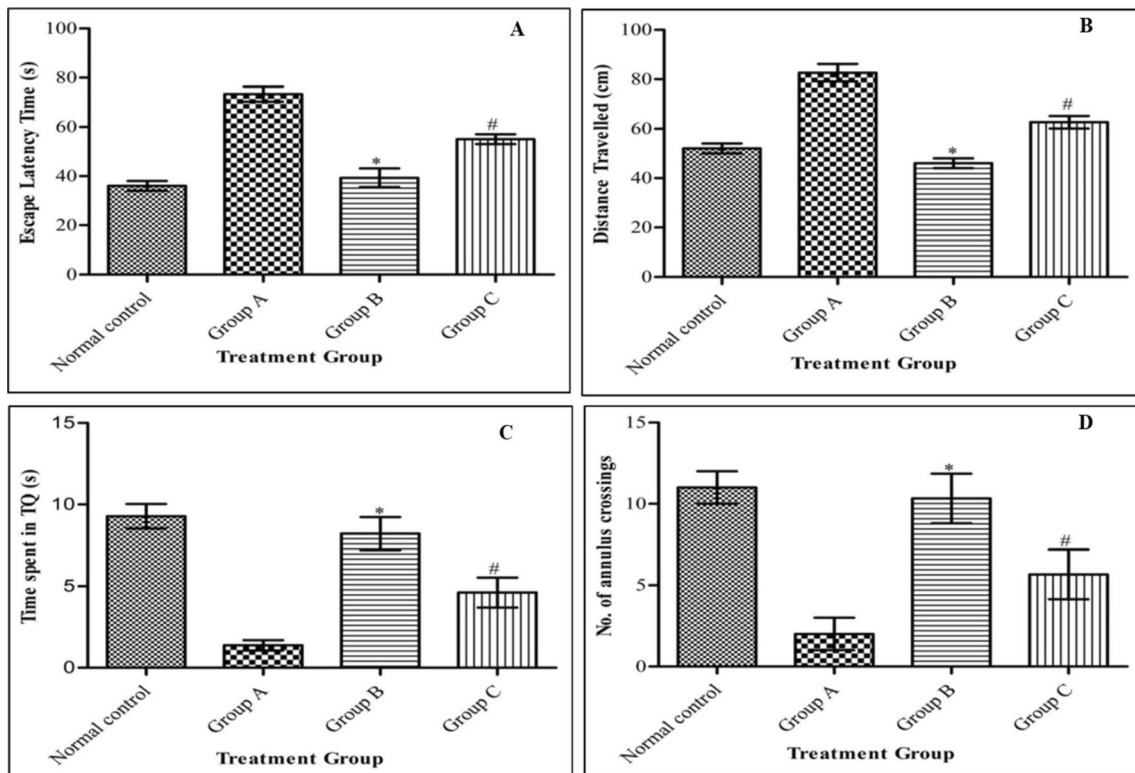 A
Escape Latency Time (s)
100
80
60
40
20
0
*
#
Normal control
Group A
Group B
Group C
Treatment Group
B
Distance Travelled (cm)
100
80
60
40
20
0
*
#
Normal control
Group A
Group B
Group C
Treatment Group
C
Time spent in TQ (s)
15
10
5
0
*
#
Normal control
Group A
Group B
Group C
Treatment Group
D
No. of annulus crossings
15
10
5
0
*
#
Normal control
Group A
Group B
Group C
Treatment Group